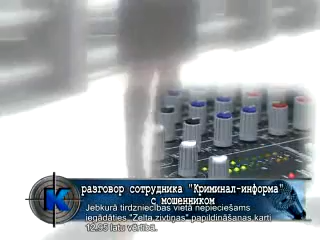 K
разговор сотрудника "Криминал-информа"
с мошенником
Jebkurā tirdzniecības vietā nepieciešams
iegādāties "Zelta zivtiņas" papildināšanas karti
12,95 latu vērtībā.